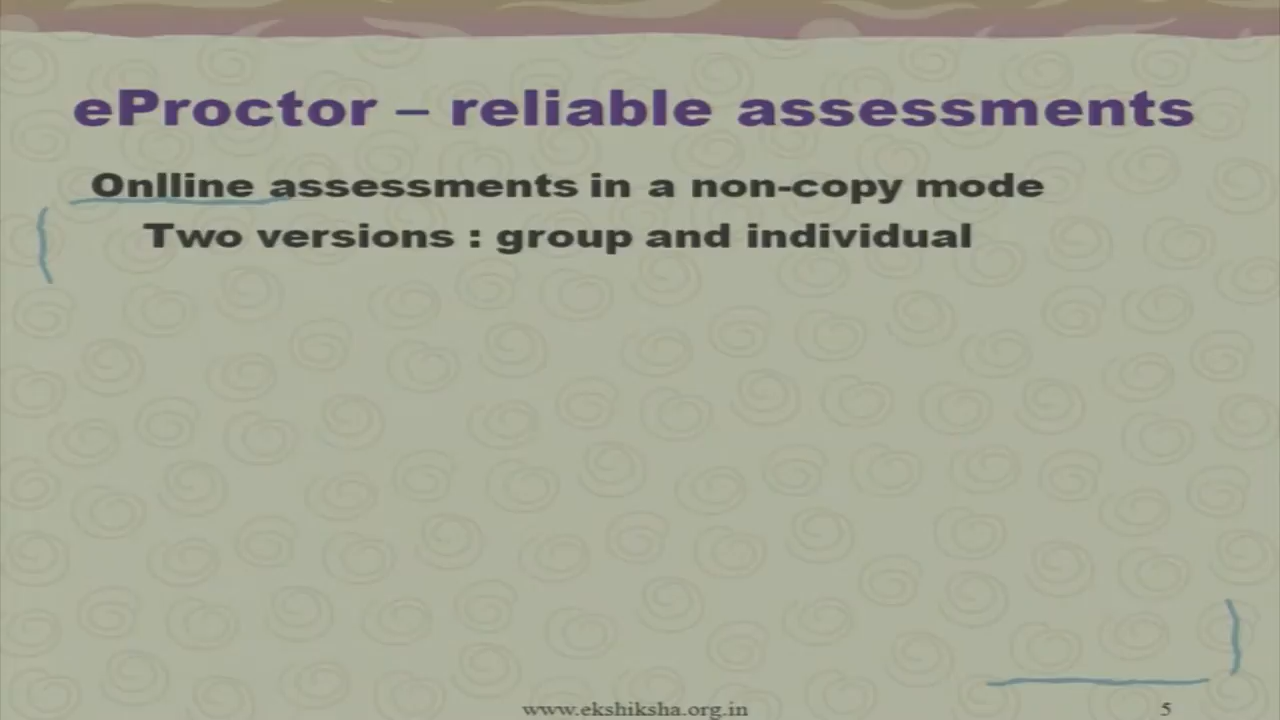 eProctor – reliable assessments
Onlline assessments in a non-copy mode
Two versions : group and individual
www.ekshiksha.org.in
5